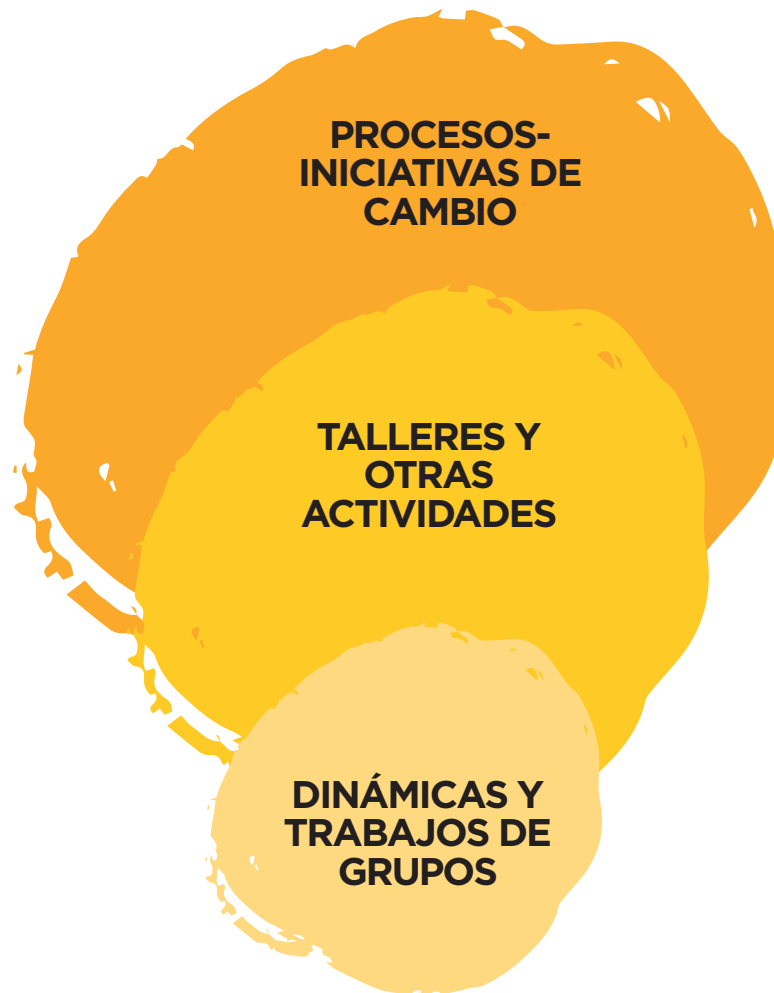 PROCESOS-
INICIATIVAS DE
CAMBIO
TALLERES Y
OTRAS
ACTIVIDADES
DINÁMICAS Y
TRABAJOS DE
GRUPOS